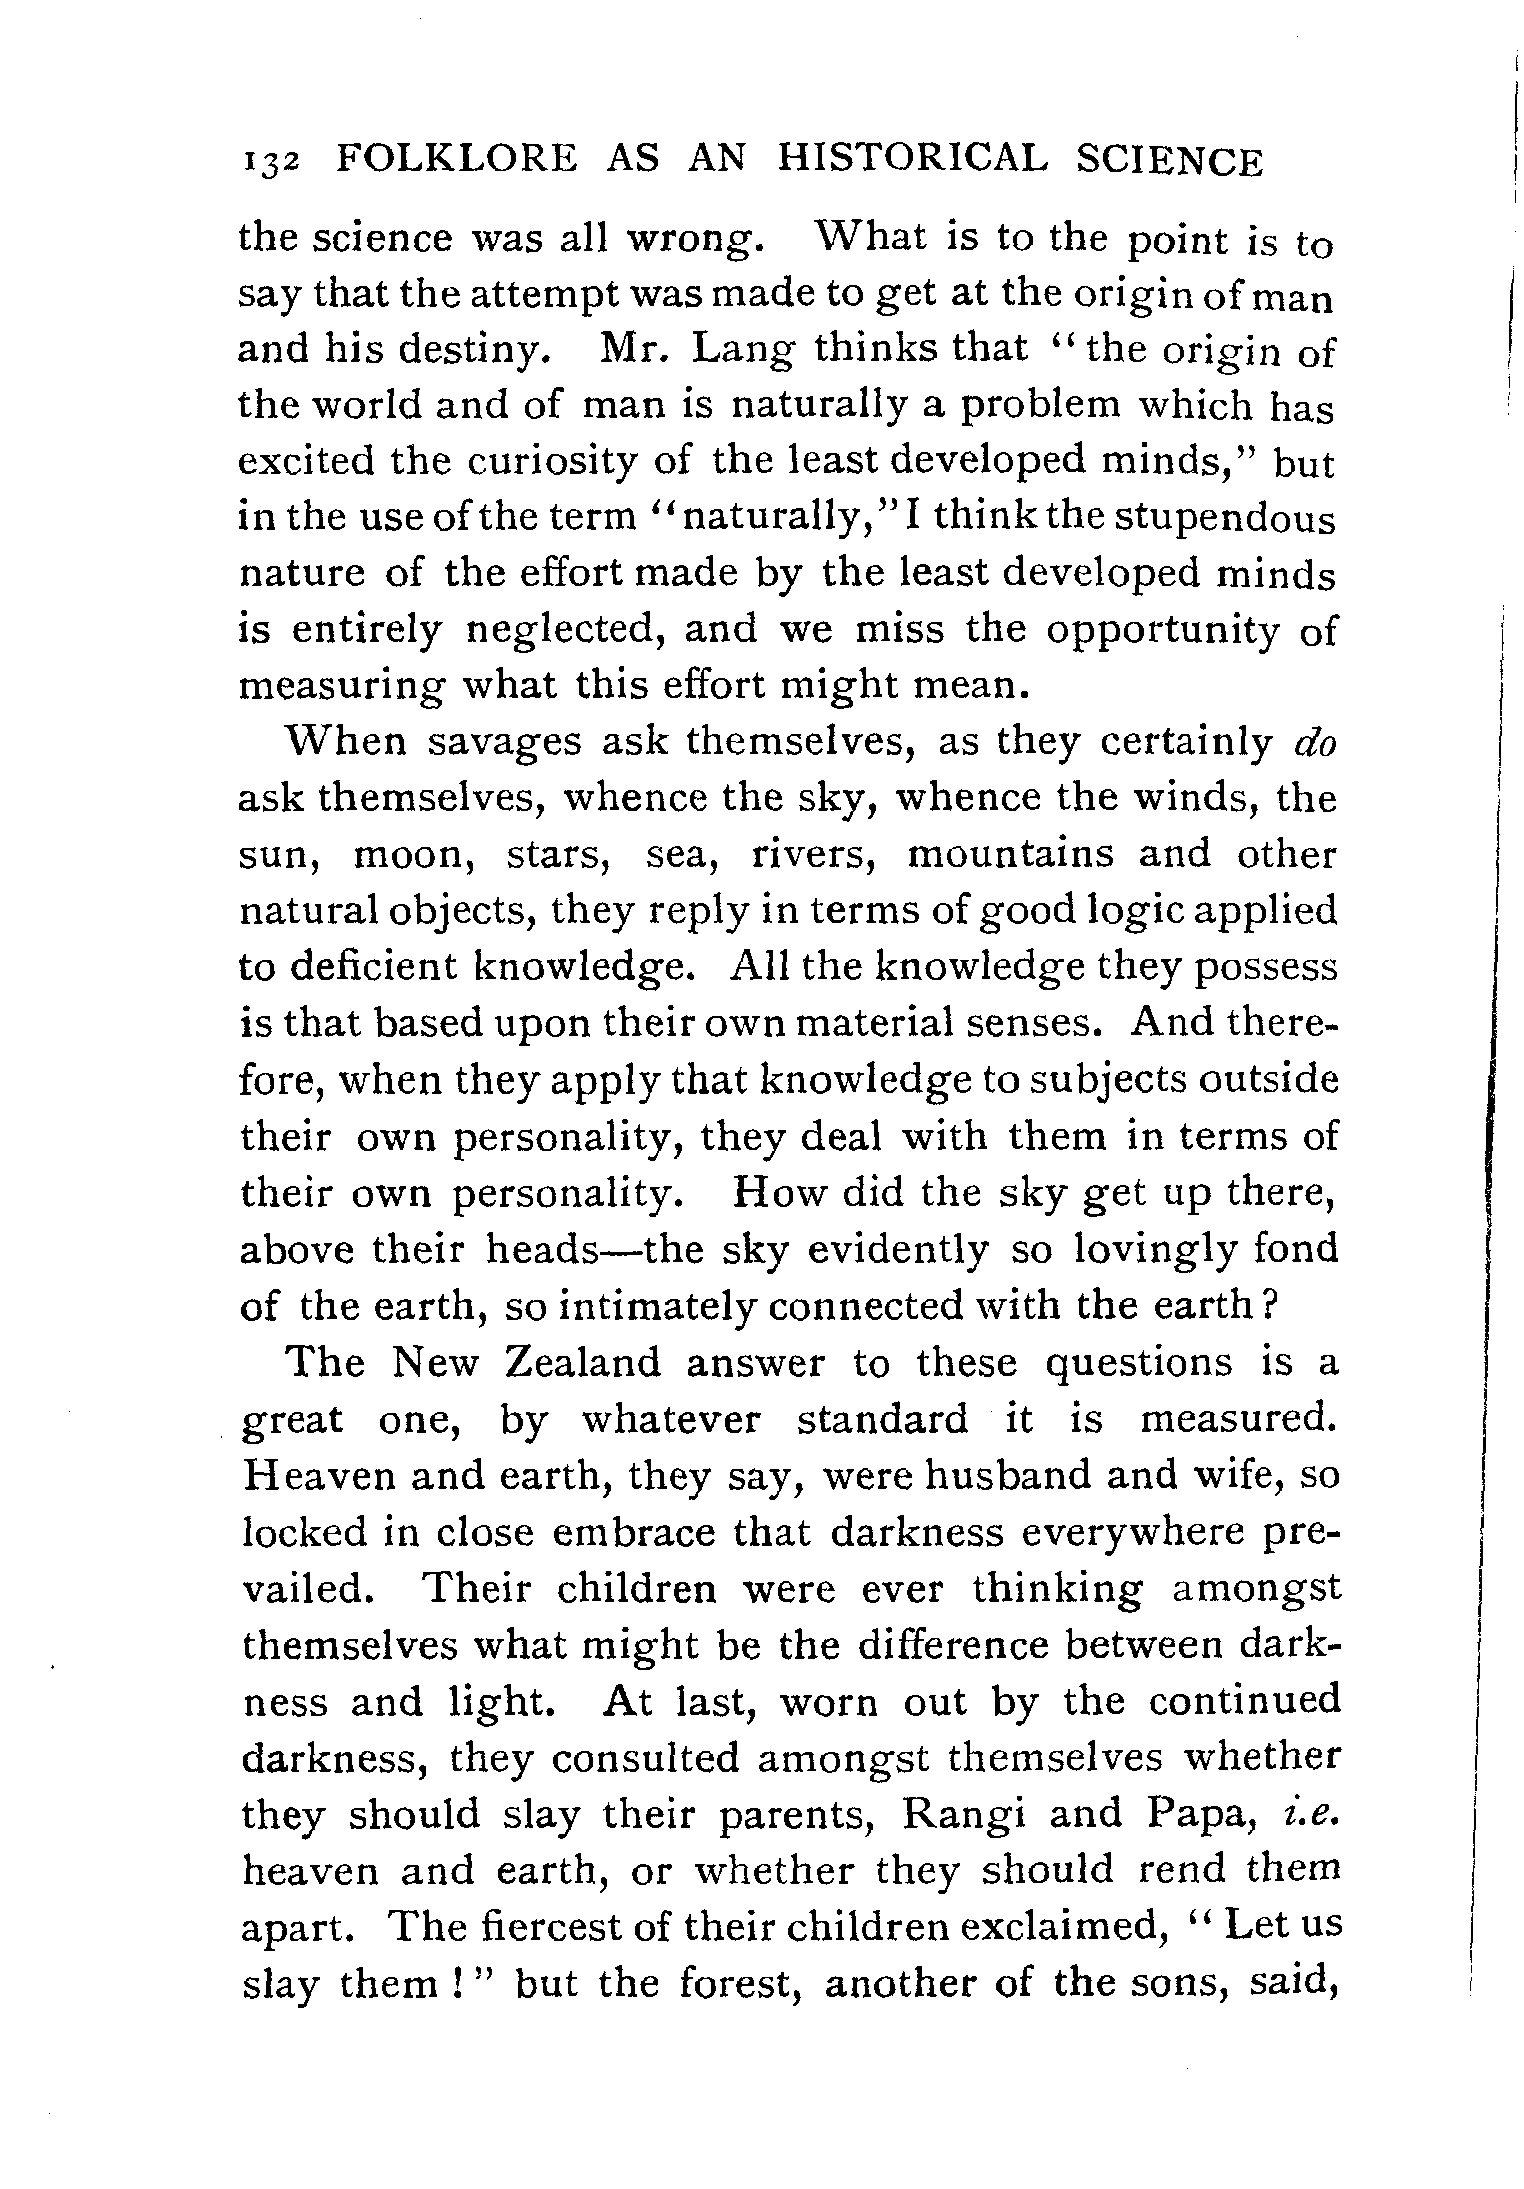 132 FOLKLORE AS AN HISTORICAL SCIENCE
the science was all wrong. What is to the point is to
say that the attempt was made to get at the origin of man
and his destiny. Mr. Lang thinks that “the origin of
the world and of man is naturally a problem which has
excited the curiosity of the least developed minds,” but
in the use of the term “naturally,” I think the stupendous
nature of the effort made by the least developed minds
is entirely neglected, and we miss the opportunity of
measuring what this effort might mean.
When savages ask themselves, as they certainly do
ask themselves, whence the sky, whence the winds, the
sun, moon, stars, sea, rivers, mountains and other
natural objects, they reply in terms of good logic applied
to deficient knowledge. All the knowledge they possess
is that based upon their own material senses. And there-
fore, when they apply that knowledge to subjects outside
their own personality, they deal with them in terms of
their own personality. How did the sky get up there,
above their heads—the sky evidently so lovingly fond
of the earth, so intimately connected with the earth?
The New Zealand answer to these questions is a
great one, by whatever standard it is measured.
Heaven and earth, they say, were husband and wife, so
locked in close embrace that darkness everywhere pre-
vailed. Their children were ever thinking amongst
themselves what might be the difference between dark-
ness and light. At last, worn out by the continued
darkness, they consulted amongst themselves whether
they should slay their parents, Rangi and Papa, i.e.
heaven and earth, or whether they should rend them
apart. The fiercest of their children exclaimed, “Let us
slay them!” but the forest, another of the sons, said,